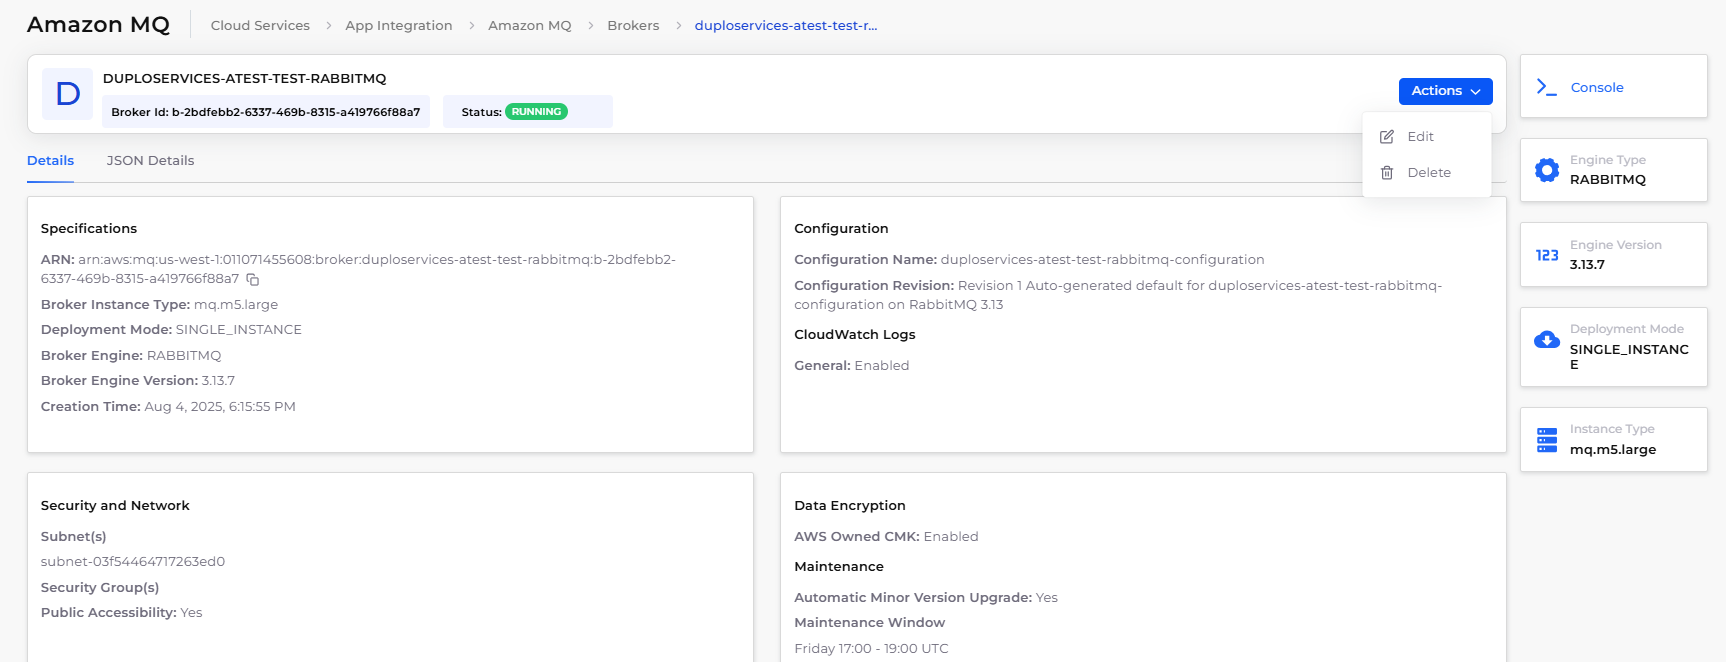 Amazon MQ
Cloud Services > App Integration > Amazon MQ > Brokers > duploservices-atest-test-r...
D
DUPLOSERVICES-ATEST-TEST-RABBITMQ
Broker Id: b-2bdfebb2-6337-469b-8315-a419766f88a7
Status: RUNNING
Actions
Edit
Delete
Details
JSON Details
Specifications
ARN: arn:aws:mq:us-west-1:011071455608:broker:duploservices-atest-test-rabbitmq:b-2bdfebb2-
6337-469b-8315-a419766f88a7
Broker Instance Type: mq.m5.large
Deployment Mode: SINGLE_INSTANCE
Broker Engine: RABBITMQ
Broker Engine Version: 3.13.7
Creation Time: Aug 4, 2025, 6:15:55 PM
Configuration
Configuration Name: duploservices-atest-test-rabbitmq-configuration
Configuration Revision: Revision 1 Auto-generated default for duploservices-atest-test-rabbitmq-
configuration on RabbitMQ 3.13
CloudWatch Logs
General: Enabled
Security and Network
Subnet(s)
subnet-03f54464717263ed0
Security Group(s)
Public Accessibility: Yes
Data Encryption
AWS Owned CMK: Enabled
Maintenance
Automatic Minor Version Upgrade: Yes
Maintenance Window
Friday 17:00 - 19:00 UTC
Console
Engine Type
RABBITMQ
123
Engine Version
3.13.7
Deployment Mode
SINGLE_INSTANC
E
Instance Type
mq.m5.large